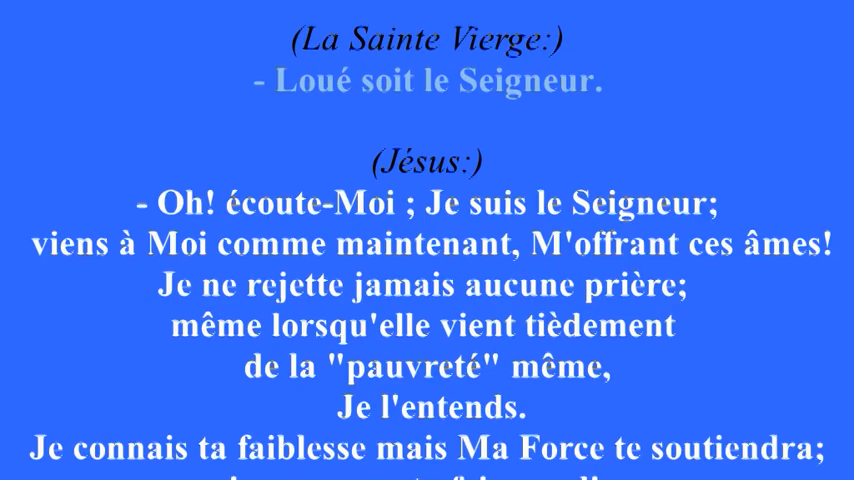 (La Sainte Vierge:)
- Loué soit le Seigneur.
(Jésus:)
- Oh! écoute-Moi ; Je suis le Seigneur;
viens à Moi comme maintenant, M'offrant ces âmes!
Je ne rejette jamais aucune prière;
même lorsqu'elle vient tièdement
de la "pauvreté" même,
Je l'entends.
Je connais ta faiblesse mais Ma Force te soutiendra;